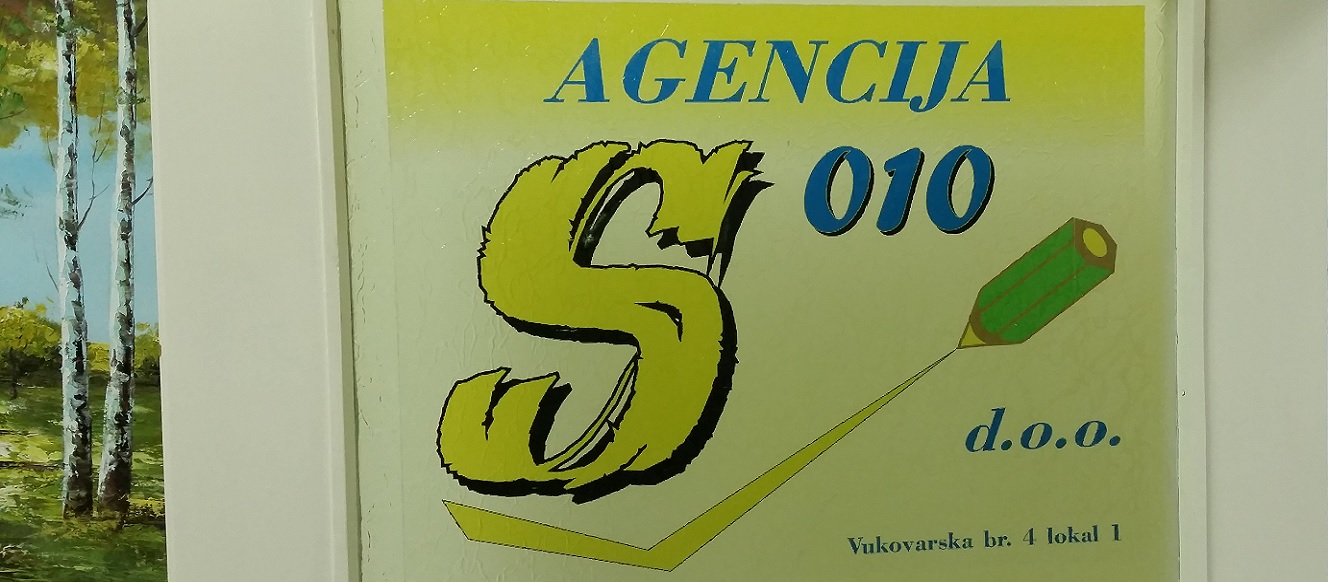 AGENCIJA
S 010
d.o.o.
Vukovarska br. 4 lokal 1